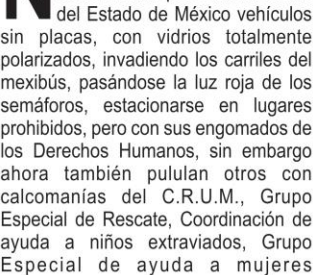 N
del Estado de México vehículos
sin placas, con vidrios totalmente
polarizados, invadiendo los carriles del
mexibús, pasándose la luz roja de los
semáforos, estacionarse en lugares
prohibidos, pero con sus engomados de
los Derechos Humanos, sin embargo
ahora también pululan otros con
calcomanías del C.R.U.M., Grupo
Especial de Rescate, Coordinación de
ayuda a niños extraviados, Grupo
Especial de ayuda a mujeres